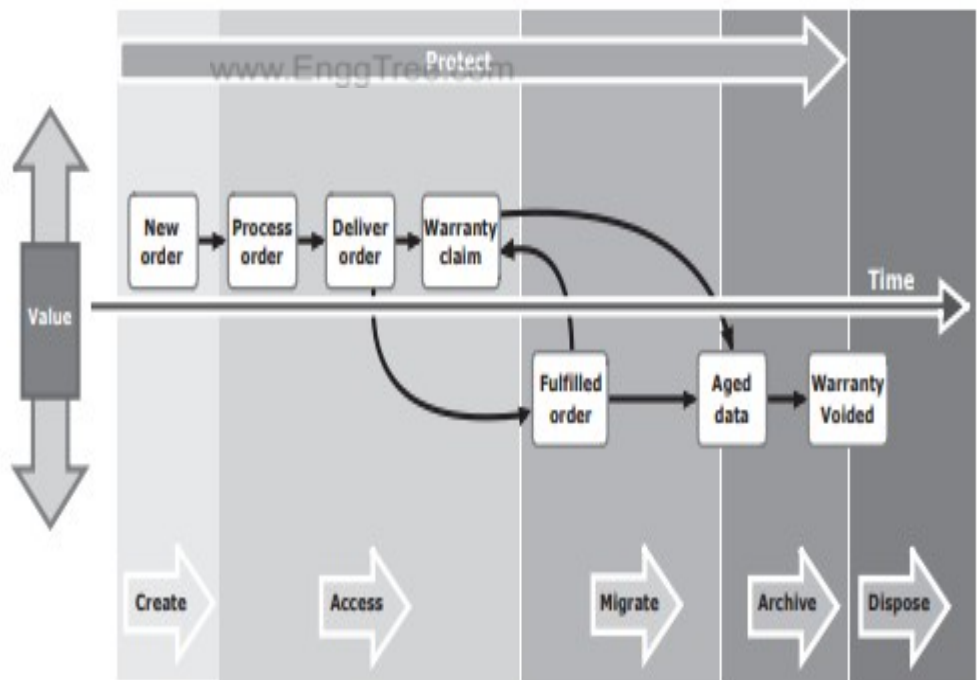 Protect
www.EnggTree.com
New
order
Process
order
Deliver
order
Warranty
claim
Time
Value
Fulfilled
order
Aged
data
Warranty
Voided
Create
Access
Migrate
Archive
Dispose